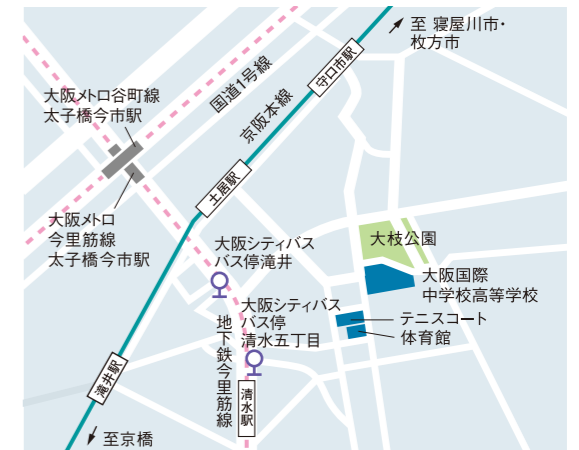 至 寝屋川市・
枚方市
守口市駅
国道1号線
京阪本線
大阪メトロ谷町線
太子橋今市駅
土居駅
大阪メトロ
今里筋線
太子橋今市駅
大阪シティバス
バス停滝井
大枝公園
大阪国際
中学校高等学校
大阪シティバス
バス停
清水五丁目
テニスコート
体育館
地下鉄今里筋線
滝井駅
清水駅
至京橋